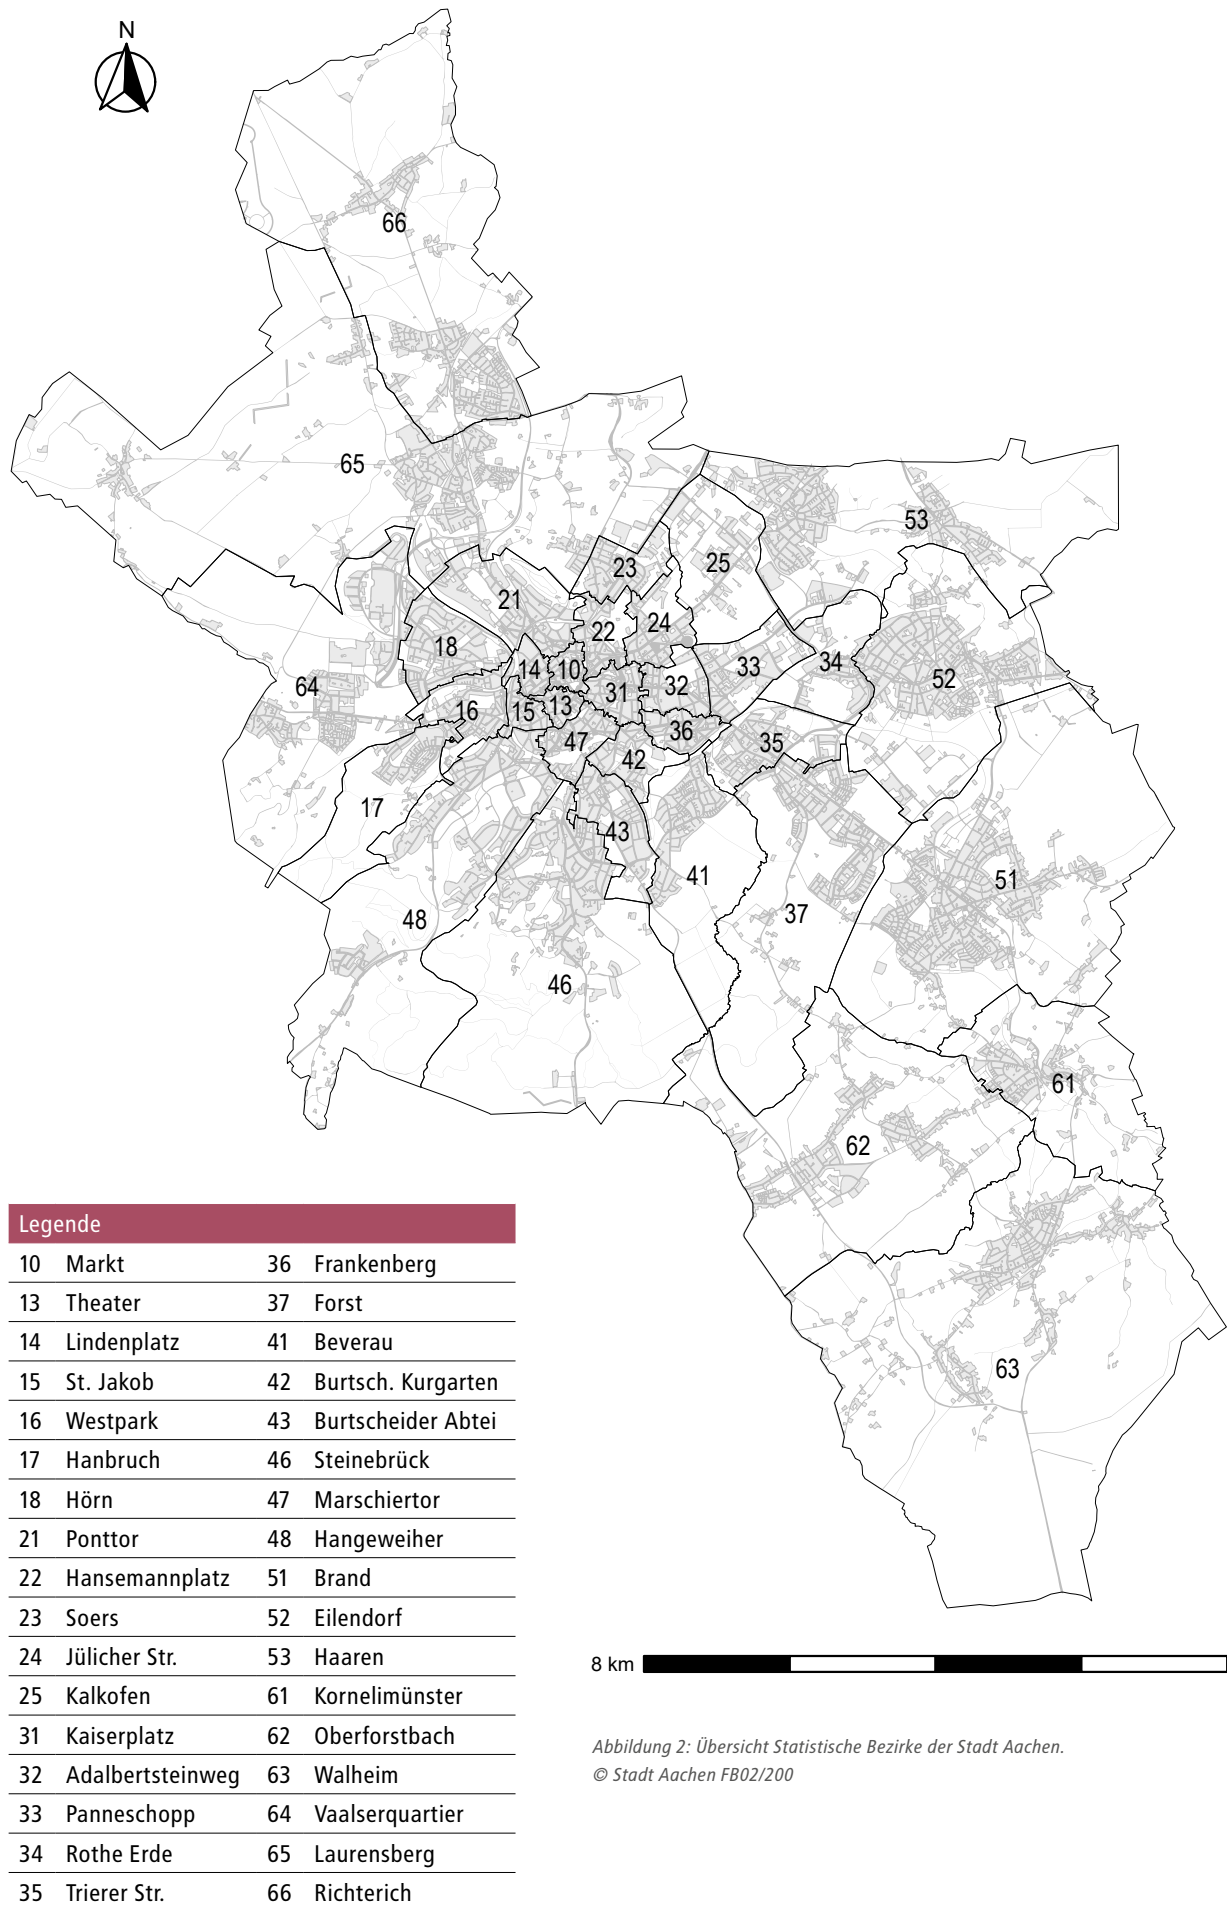 N
66
65
53
25
23
21
24
22
18
33
34
14
10
52
64
32
31
16
15
13
36
47
35
42
17
43
41
51
37
48
46
61
62
63
Legende
10 Markt 36 Frankenberg
13 Theater 37 Forst
14 Lindenplatz 41 Beverau
15 St. Jakob 42 Burtsch. Kurgarten
16 Westpark 43 Burtscheider Abtei
17 Hanbruch 46 Steinebrück
18 Hörn 47 Marschiertor
21 Ponttor 48 Hangeweiher
22 Hansemannplatz 51 Brand
23 Soers 52 Eilendorf
24 Jülicher Str. 53 Haaren
25 Kalkofen 61 Kornelimünster
31 Kaiserplatz 62 Oberforstbach
32 Adalbertsteinweg 63 Walheim
33 Panneschopp 64 Vaalserquartier
34 Rothe Erde 65 Laurensberg
35 Trierer Str. 66 Richterich
8 km
Abbildung 2: Übersicht Statistische Bezirke der Stadt Aachen.
© Stadt Aachen FB02/200